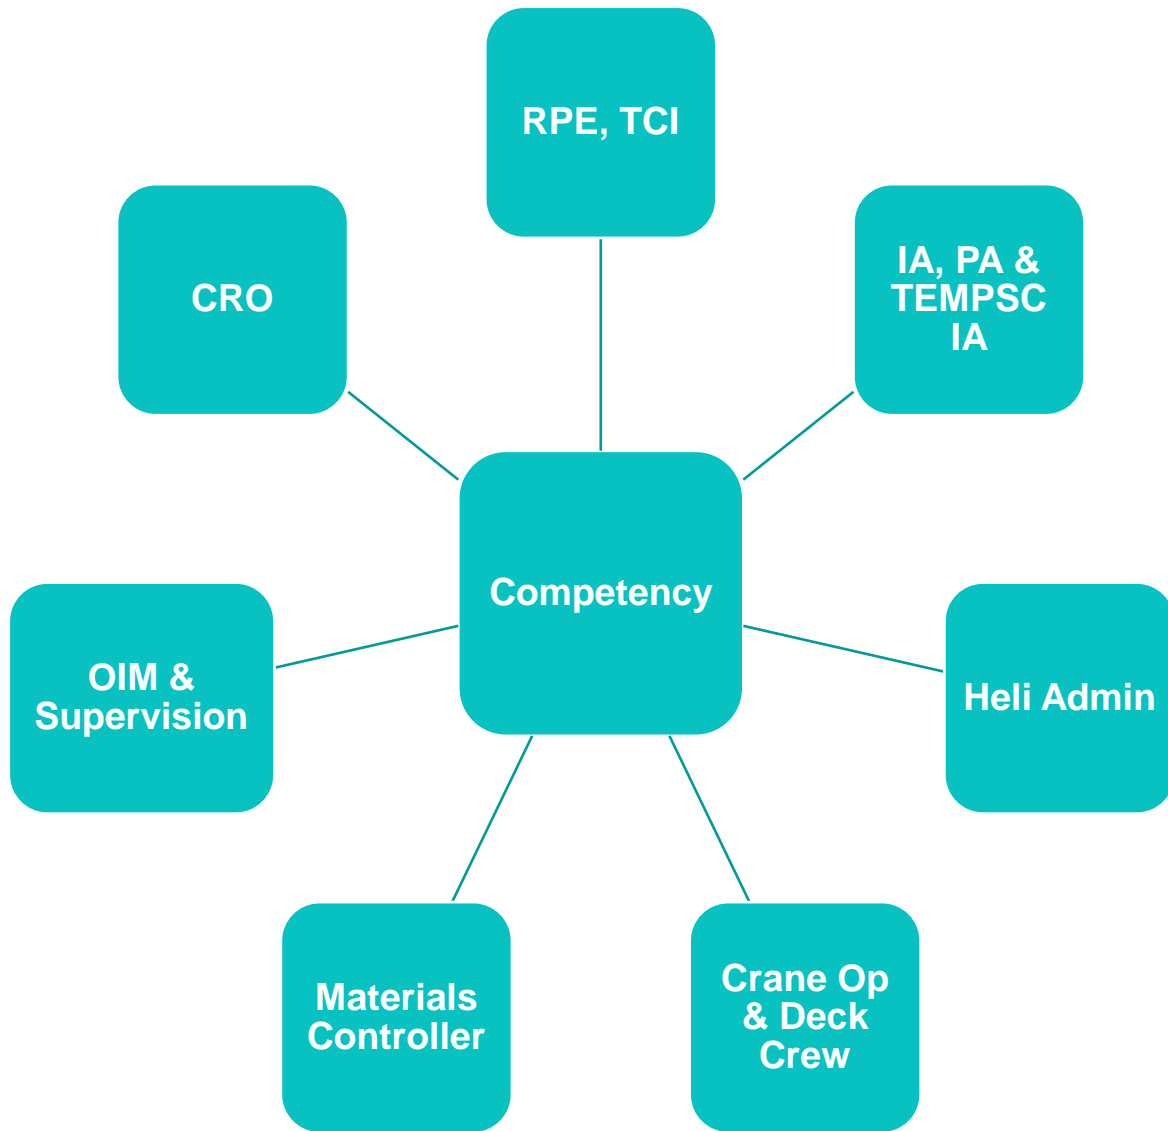 RPE, TCI
CRO
IA, PA &
TEMPSC
IA
Competency
OIM &
Supervision
Heli Admin
Materials
Controller
Crane Op
& Deck
Crew